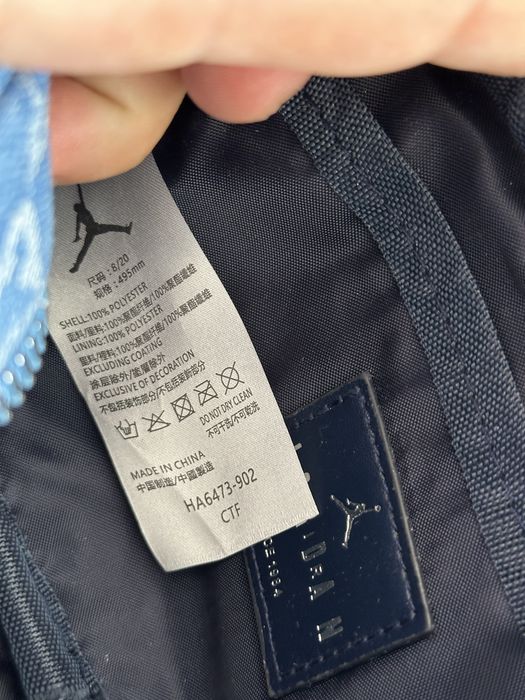 尺码：8/20
规格：495mm
SHELL:100% POLYESTER
面料/面料:100%聚酯纤维/100%聚酯纖維
LINING:100% POLYESTER
里料/裡料:100%聚酯纤维/100%聚酯纖維
EXCLUDING COATING
涂层除外/塗層除外
EXCLUSIVE OF DECORATION
不包括装饰部分/不包括裝飾部分
DO NOT DRY CLEAN
不可干洗/不可乾洗
MADE IN CHINA
中国制造/中國製造
HA6473-902
CTF